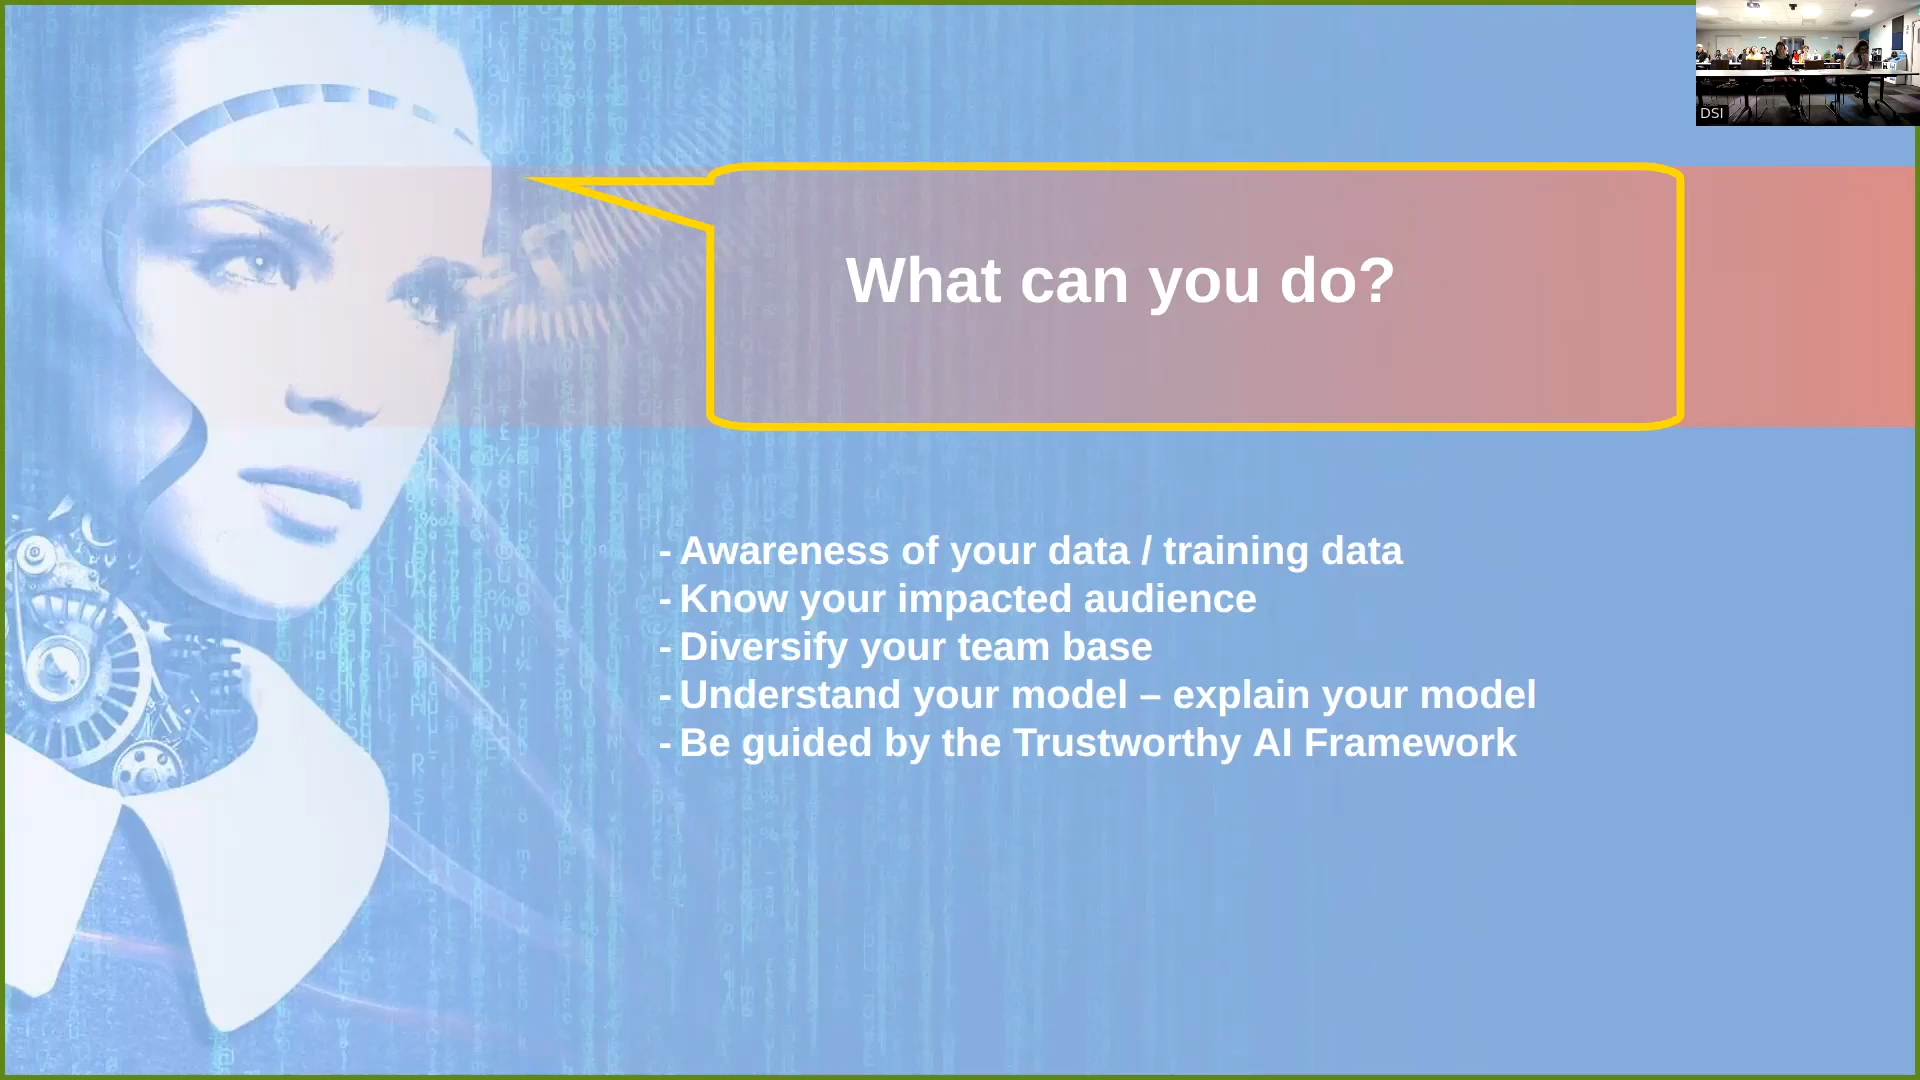 DSI
What can you do?
- Awareness of your data / training data
- Know your impacted audience
- Diversify your team base
- Understand your model – explain your model
- Be guided by the Trustworthy AI Framework